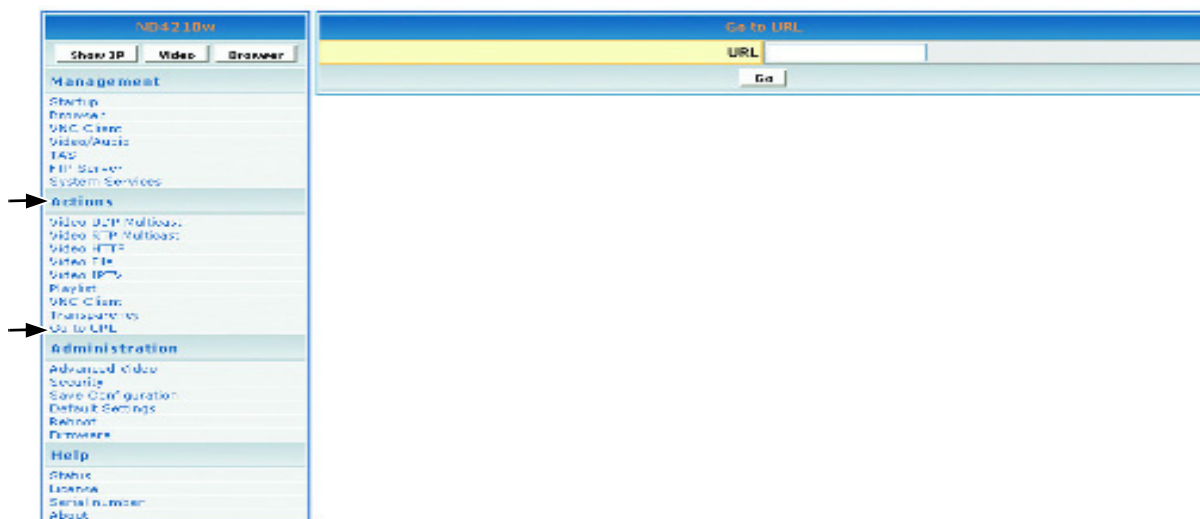 ND4210w
Show IP Video Browser
Management
Startup
Browser
VNC Client
Video/Audio
TAS
FTP Server
System Services
Actions
Video UDP Multicast
Video RTP Multicast
Video HTTP
Video File
Video IPTV
Playlist
VNC Client
Transparency
Go to URL
Administration
Advanced Video
Security
Save Configuration
Default Settings
Reboot
Firmware
Help
Status
License
Serial number
About
Go to URL
URL
Go